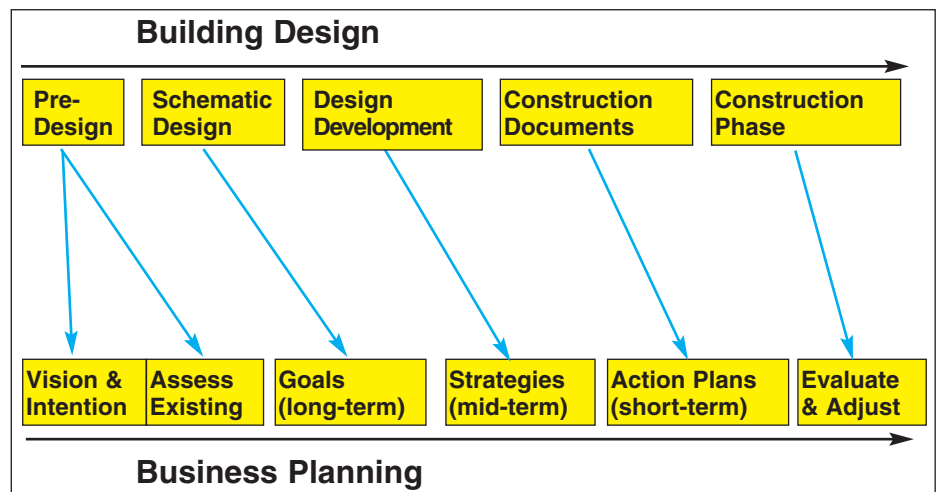 Building Design
Pre-
Design
Schematic
Design
Design
Development
Construction
Documents
Construction
Phase
Vision &
Intention
Assess
Existing
Goals
(long-term)
Strategies
(mid-term)
Action Plans
(short-term)
Evaluate
& Adjust
Business Planning